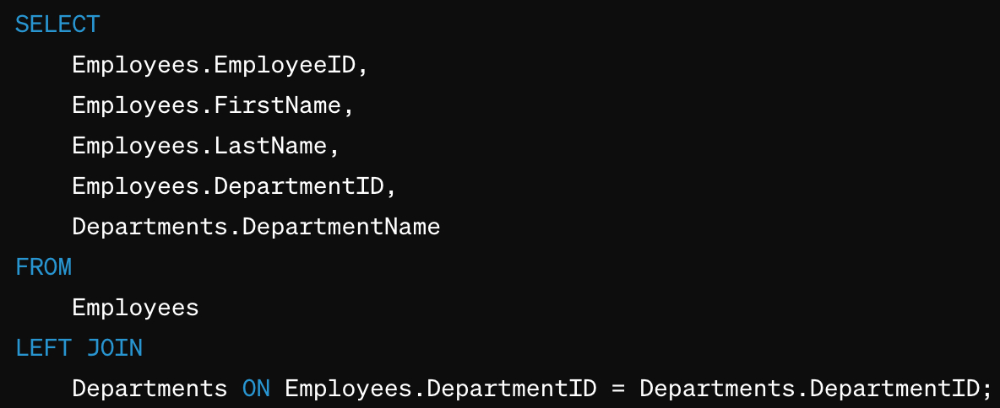 SELECT
    Employees.EmployeeID,
    Employees.FirstName,
    Employees.LastName,
    Employees.DepartmentID,
    Departments.DepartmentName
FROM
    Employees
LEFT JOIN
    Departments ON Employees.DepartmentID = Departments.DepartmentID;